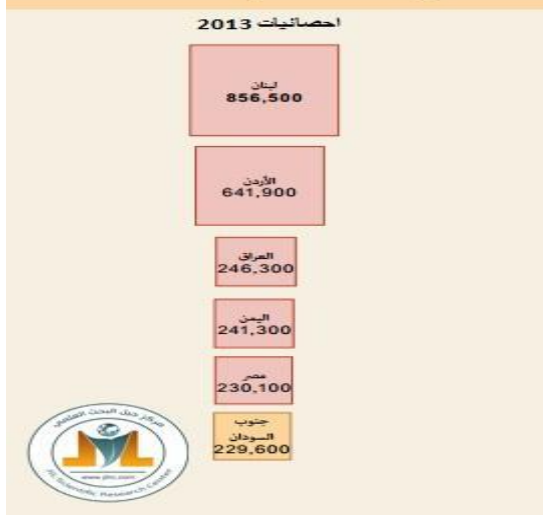 احصائيات 2013
لبنان
856,500
الأردن
641,900
العراق
246,300
اليمن
241,300
مصر
230,100
جنوب
السودان
229,600
مركز جيل البحث العلمي
www.jilrc.com
JiL Scientific Research Center